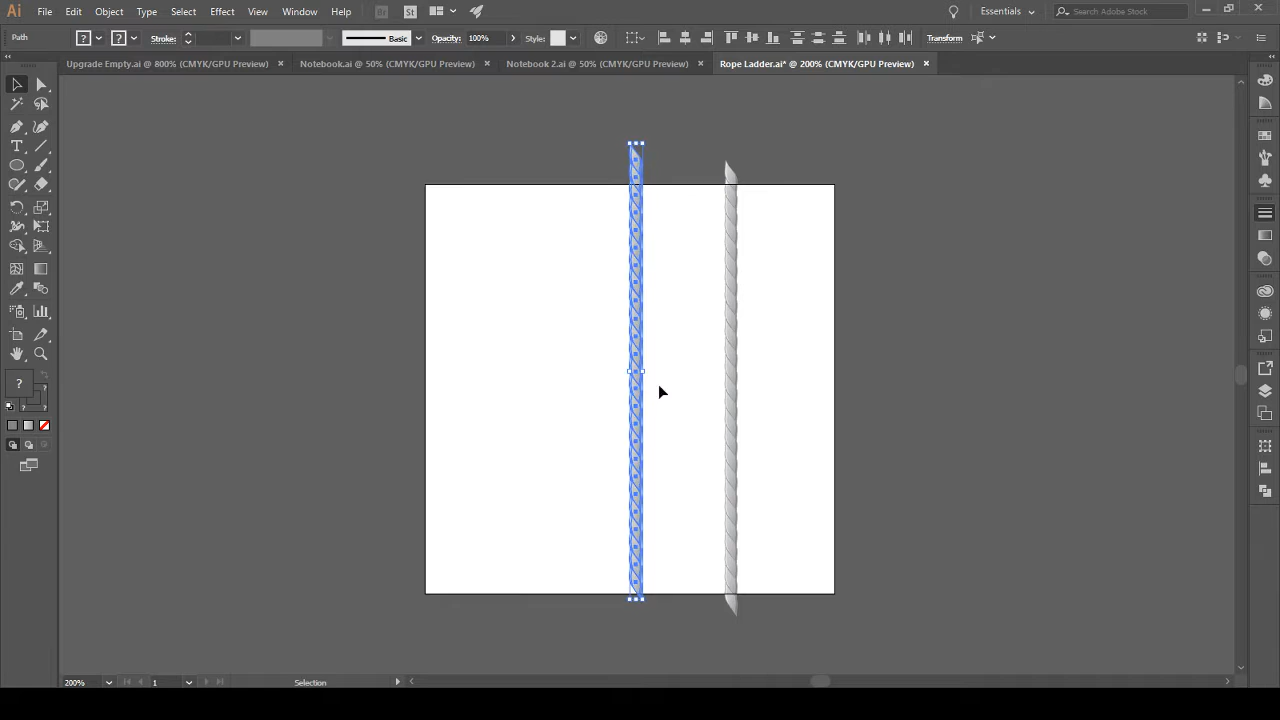 Ai File Edit Object Type Select Effect View Window Help Br St Essentials Search Adobe Stock
Path ? ? Stroke: Basic Opacity: 100% Style: Transform
Upgrade Empty.ai @ 800% (CMYK/GPU Preview) Notebook.ai @ 50% (CMYK/GPU Preview) Notebook 2.ai @ 50% (CMYK/GPU Preview) Rope Ladder.ai* @ 200% (CMYK/GPU Preview)
T
?
? ? ?
200% 1 Selection